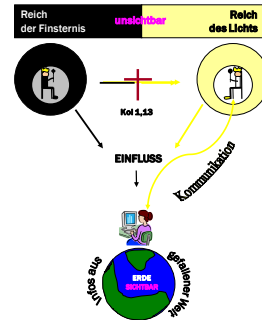 Reich
der Finsternis
unsichtbar
Reich
des Lichts
Kol 1,13
EINFLUSS
Kommunikation
Infos aus
gefallener Welt
ERDE
SICHTBAR